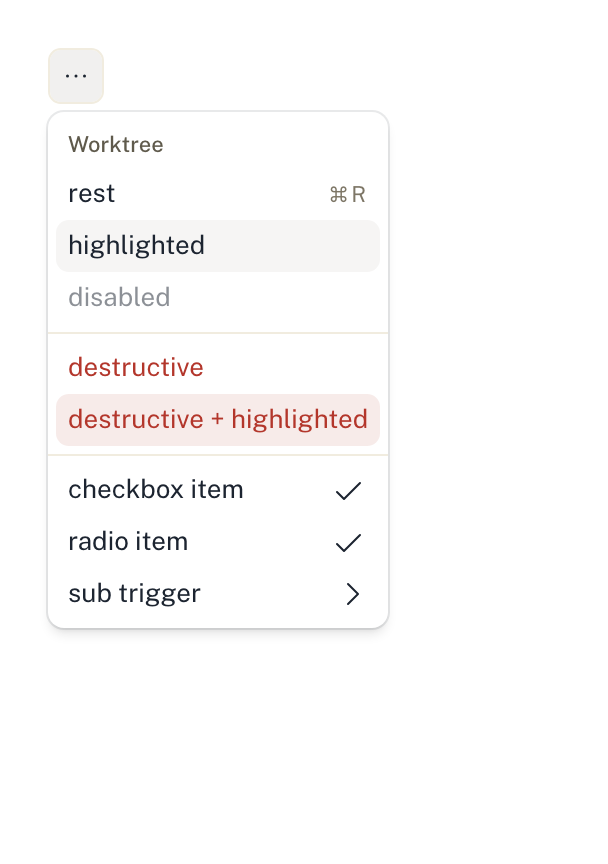 ...
Worktree
rest ⌘R
highlighted
disabled
destructive
destructive + highlighted
checkbox item
radio item
sub trigger